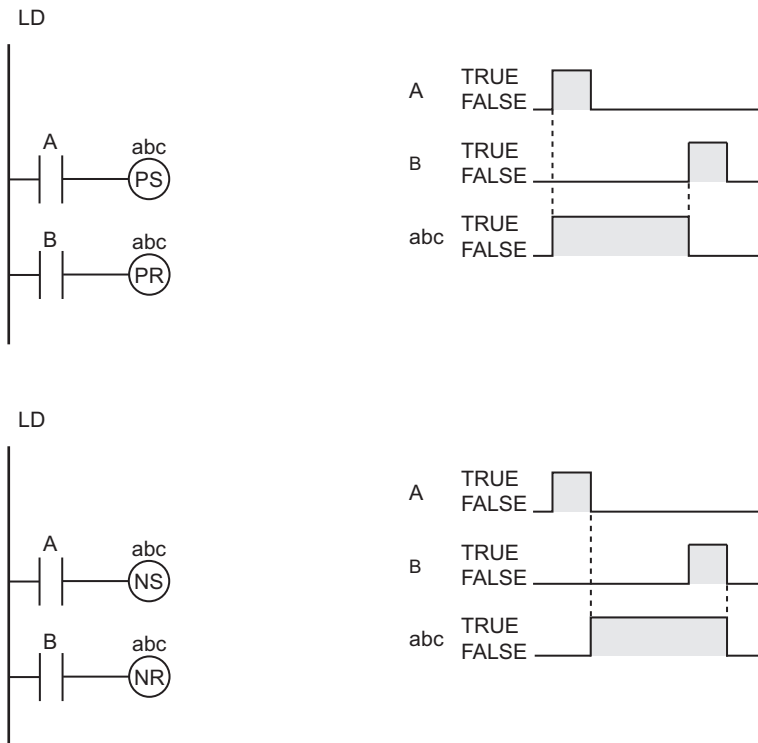 LD
A
abc
PS
B
abc
PR
A
TRUE
FALSE
B
TRUE
FALSE
abc
TRUE
FALSE
LD
A
abc
NS
B
abc
NR
A
TRUE
FALSE
B
TRUE
FALSE
abc
TRUE
FALSE